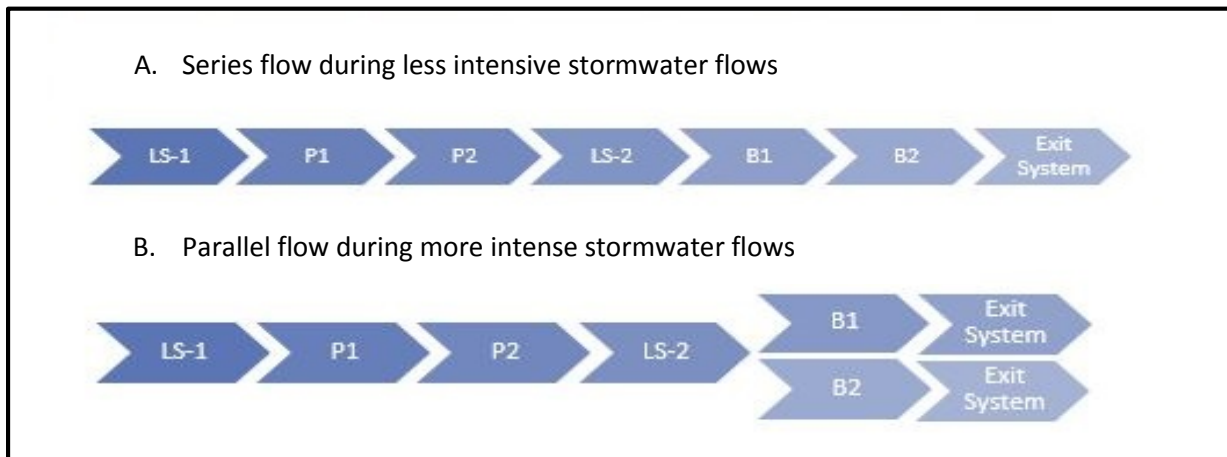 A. Series flow during less intensive stormwater flows
LS-1 P1 P2 LS-2 B1 B2 Exit System
B. Parallel flow during more intense stormwater flows
LS-1 P1 P2 LS-2
B1 Exit System
B2 Exit System